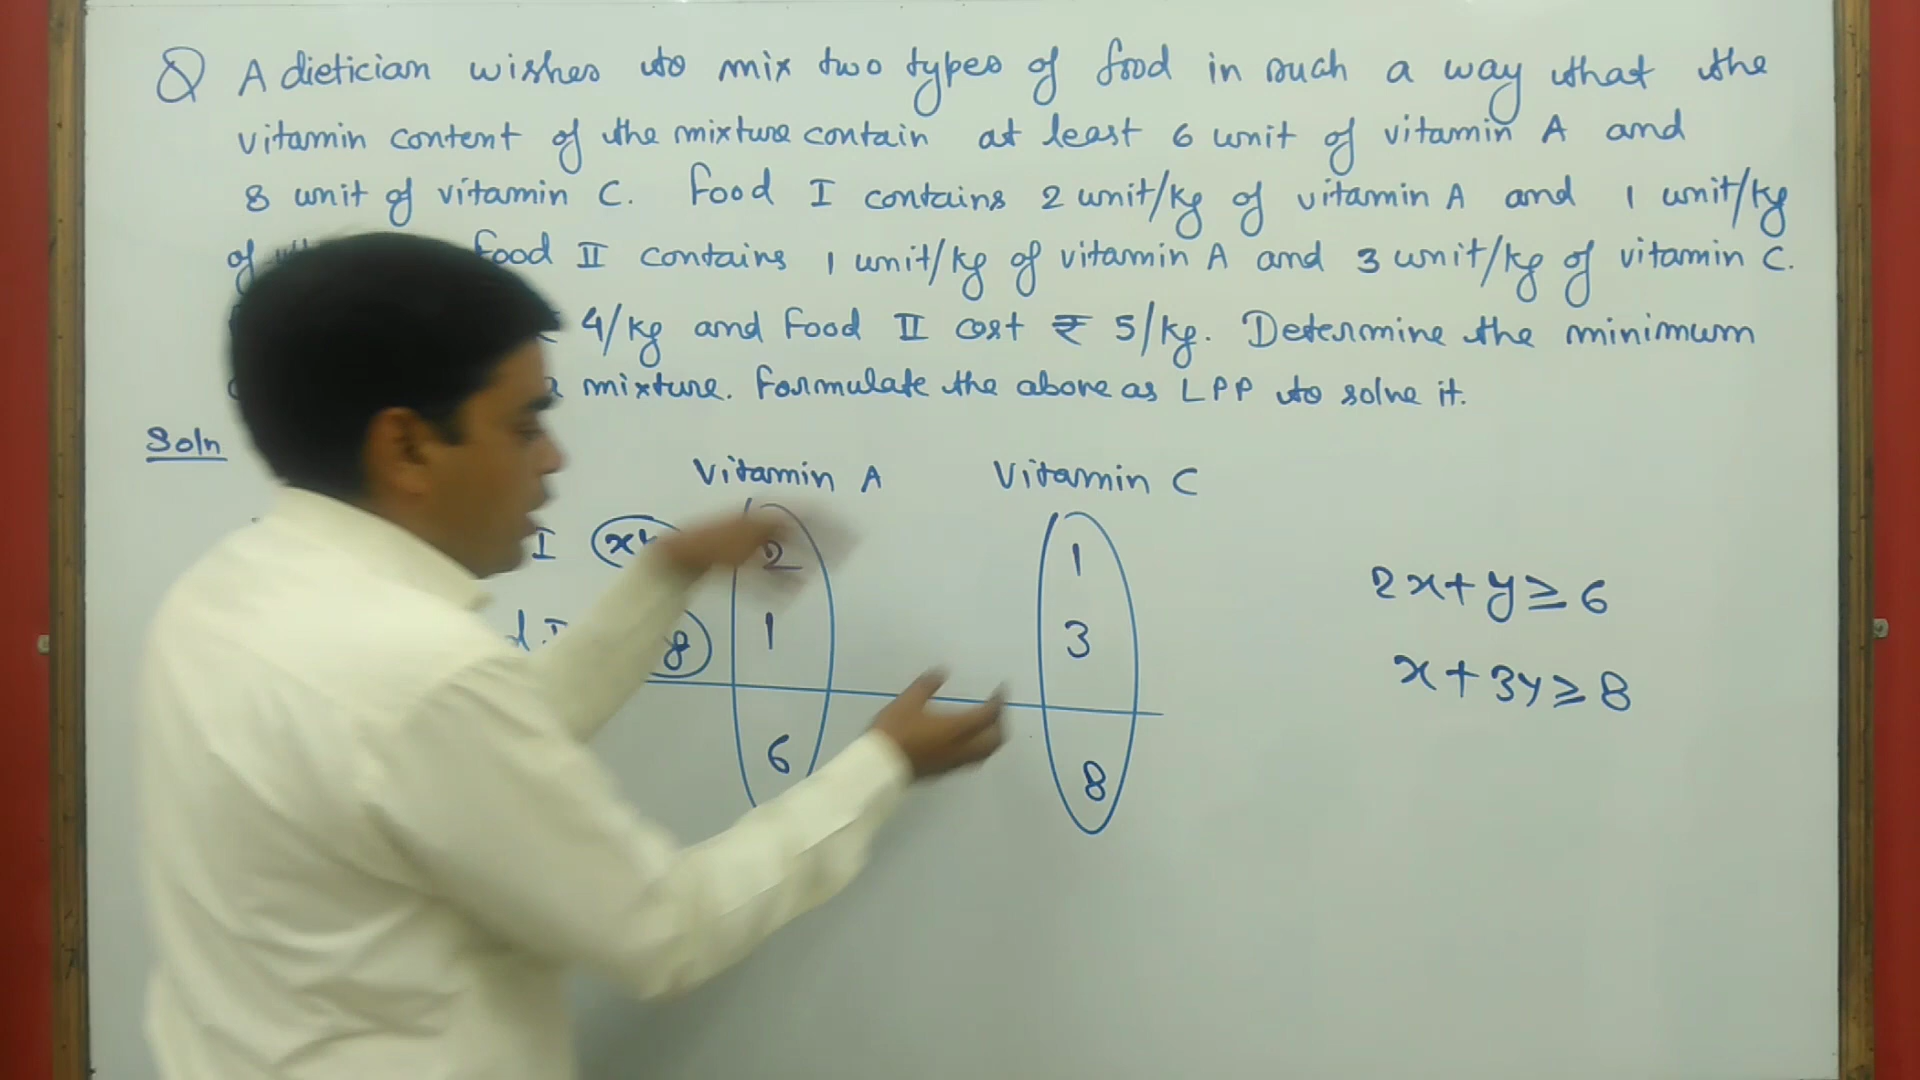 Q A dietician wishes to mix two types of food in such a way that the
vitamin content of the mixture contain at least 6 unit of vitamin A and
8 unit of vitamin C. Food I contains 2 unit/kg of vitamin A and 1 unit/kg
of Food II contains 1 unit/kg of vitamin A and 3 unit/kg of vitamin C.
₹ 4/kg and Food II cost ₹ 5/kg. Determine the minimum
mixture. Formulate the above as LPP to solve it.
Soln
Vitamin A Vitamin C
I 2 1
1 3
6 8
2x+y≥6
x+3y≥8